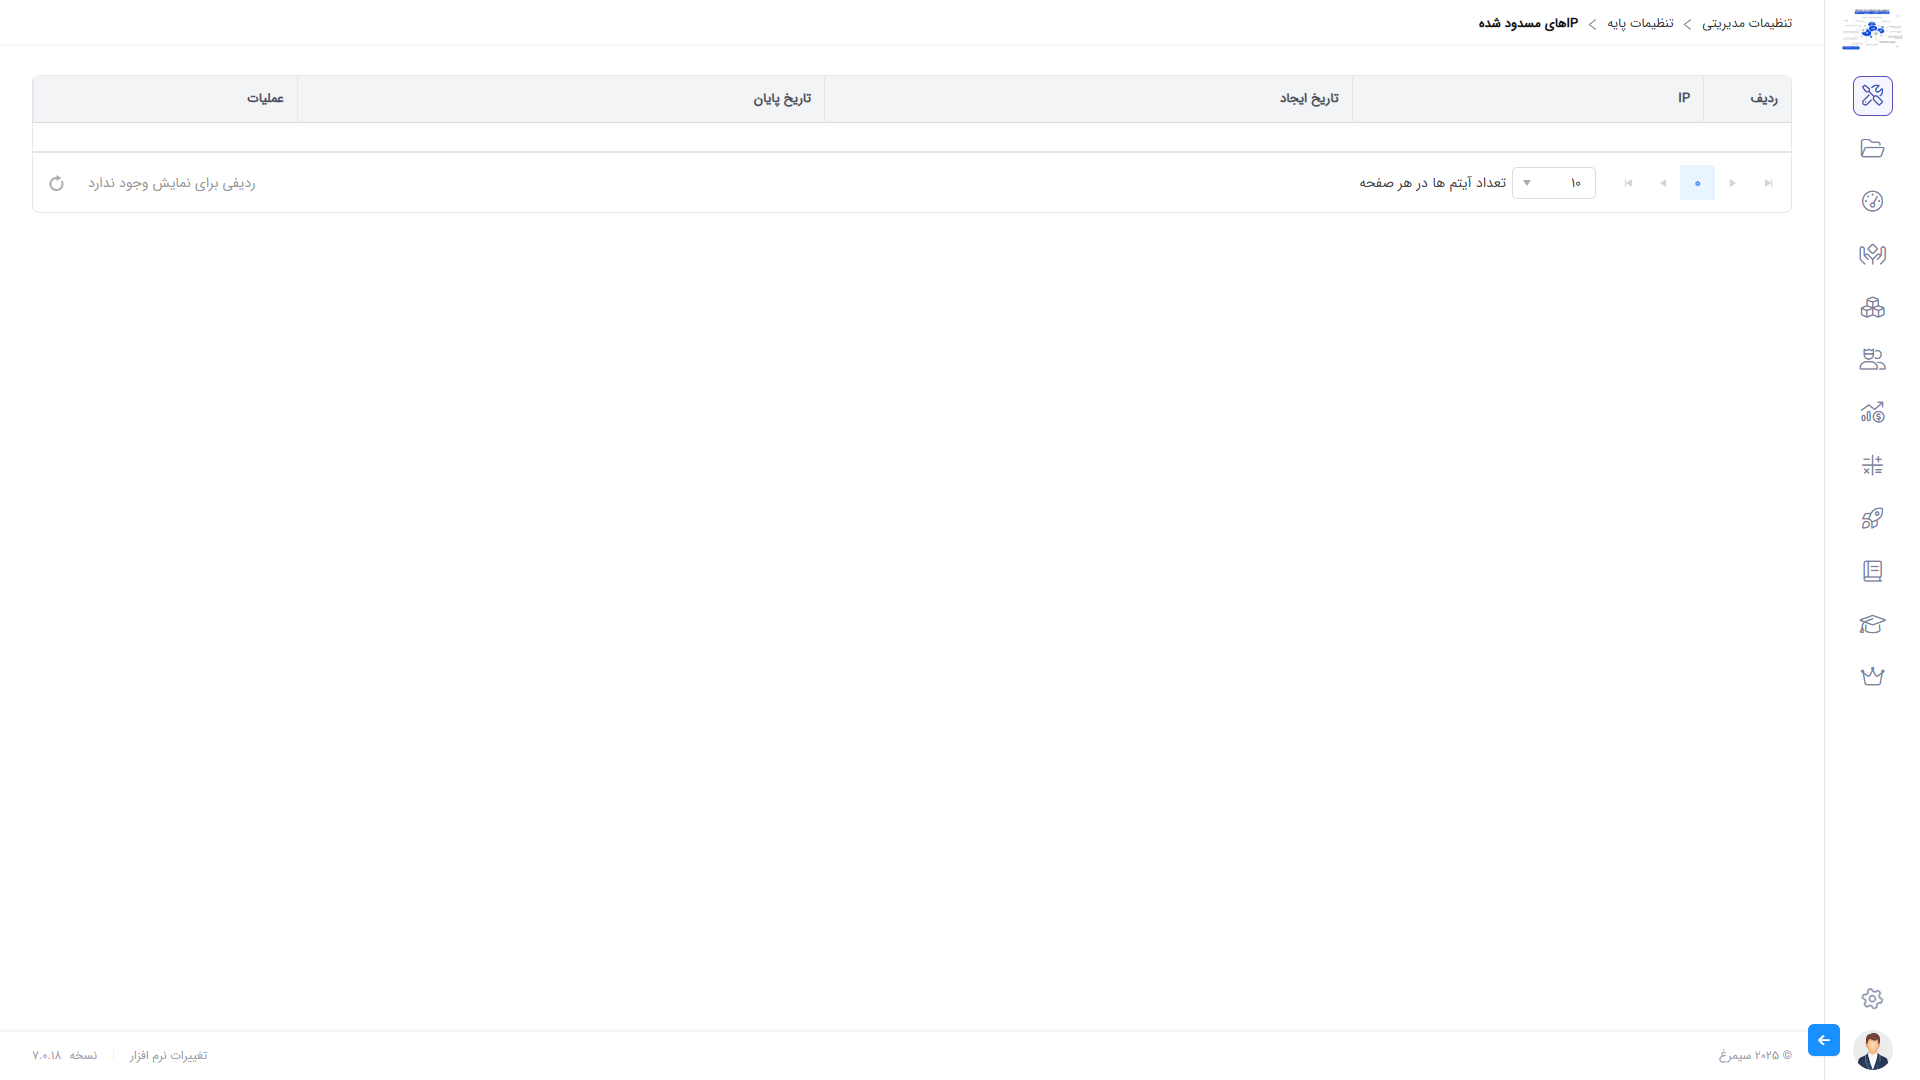 تنظیمات مدیریتی > تنظیمات پایه > IPهای مسدود شده
ردیف IP تاریخ ایجاد تاریخ پایان عملیات
۰ ۱۰ تعداد آیتم ها در هر صفحه ردیفی برای نمایش وجود ندارد
© ۲۰۲۵ سیمرغ تغییرات نرم افزار نسخه ۷.۰.۱۸